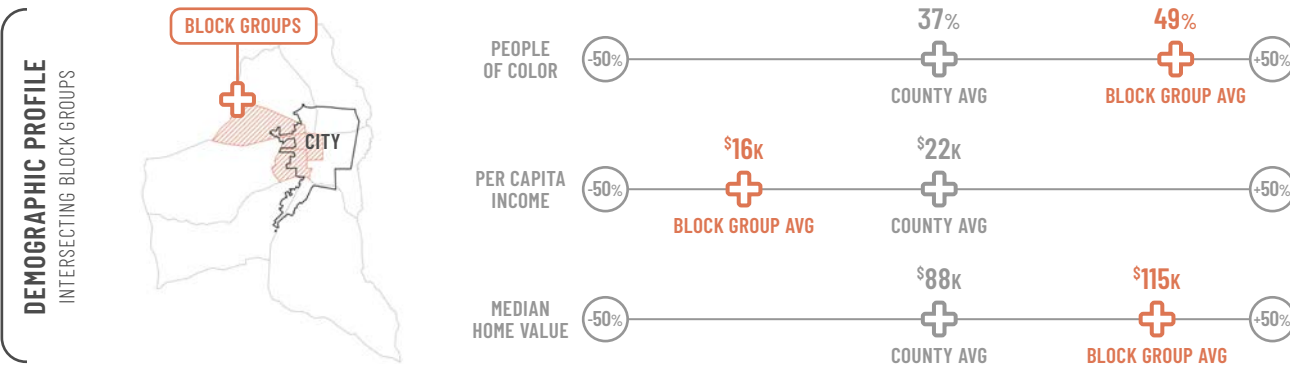 DEMOGRAPHIC PROFILE
INTERSECTING BLOCK GROUPS
BLOCK GROUPS
CITY
PEOPLE
OF COLOR
-50%
37%
COUNTY AVG
49%
BLOCK GROUP AVG
+50%
PER CAPITA
INCOME
-50%
$16K
BLOCK GROUP AVG
$22K
COUNTY AVG
+50%
MEDIAN
HOME VALUE
-50%
$88K
COUNTY AVG
$115K
BLOCK GROUP AVG
+50%